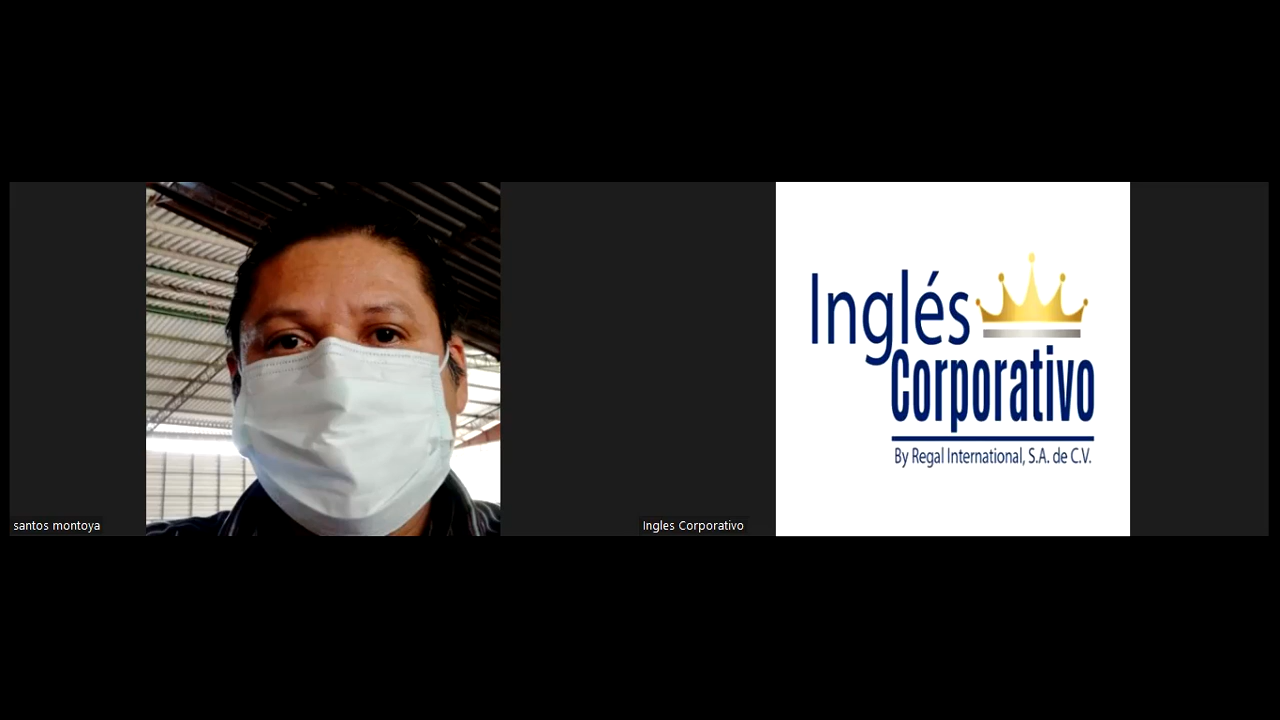 Inglés
Corporativo
By Regal International, S.A. de C.V.
santos montoya
Ingles Corporativo